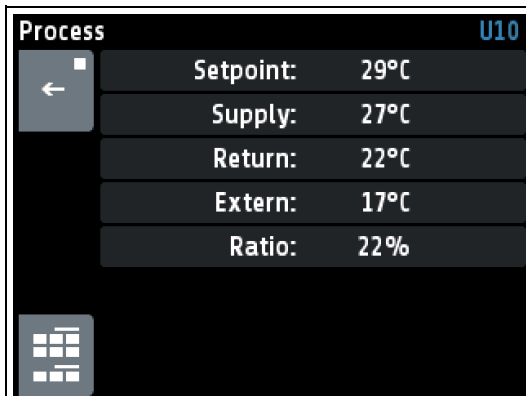 Process U10
Setpoint: 29°C
Supply: 27°C
Return: 22°C
Extern: 17°C
Ratio: 22%